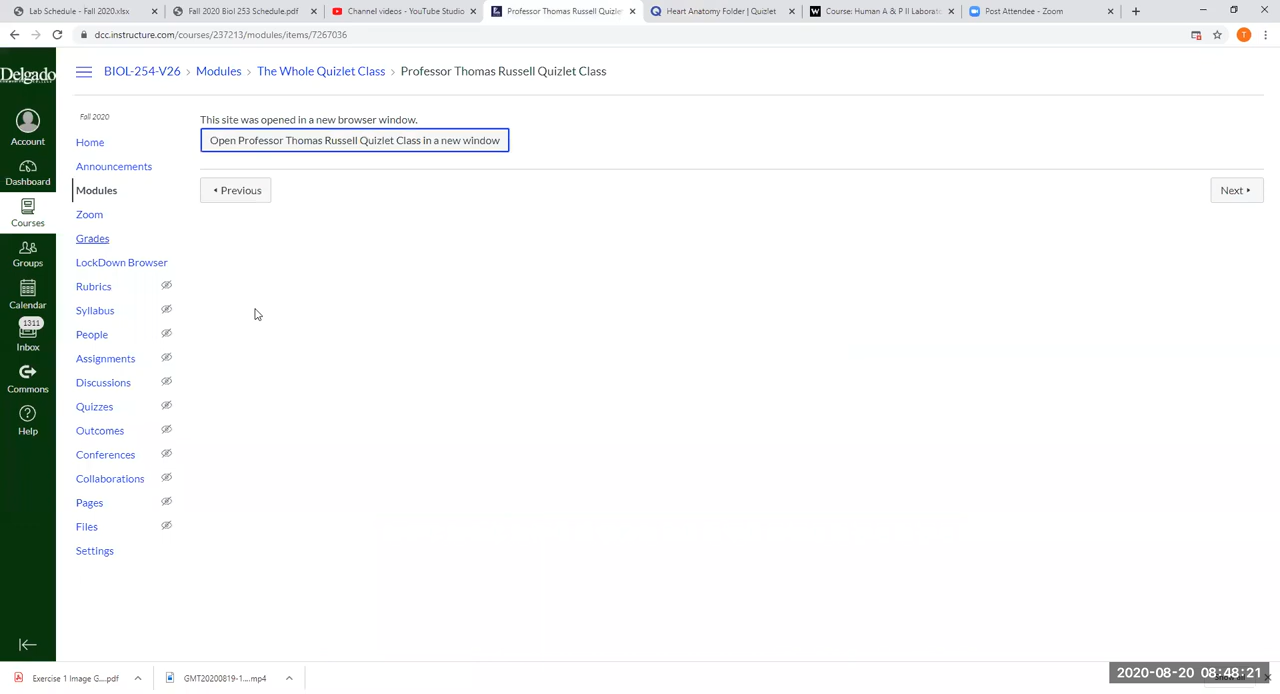 Lab Schedule - Fall 2020.xlsx
Fall 2020 Biol 253 Schedule.pdf
Channel videos - YouTube Studio
Professor Thomas Russell Quizle
Heart Anatomy Folder | Quizlet
Course: Human A & P II Laborat
Post Attendee - Zoom
dcc.instructure.com/courses/237213/modules/items/7267036
T
Delgado
BIOL-254-V26 › Modules › The Whole Quizlet Class › Professor Thomas Russell Quizlet Class
Account
Dashboard
Courses
Groups
Calendar
1311
Inbox
Commons
Help
Fall 2020
Home
Announcements
Modules
Zoom
Grades
LockDown Browser
Rubrics
Syllabus
People
Assignments
Discussions
Quizzes
Outcomes
Conferences
Collaborations
Pages
Files
Settings
This site was opened in a new browser window.
Open Professor Thomas Russell Quizlet Class in a new window
Previous
Next
Exercise 1 Image G....pdf
GMT20200819-1....mp4
2020-08-20 08:48:21